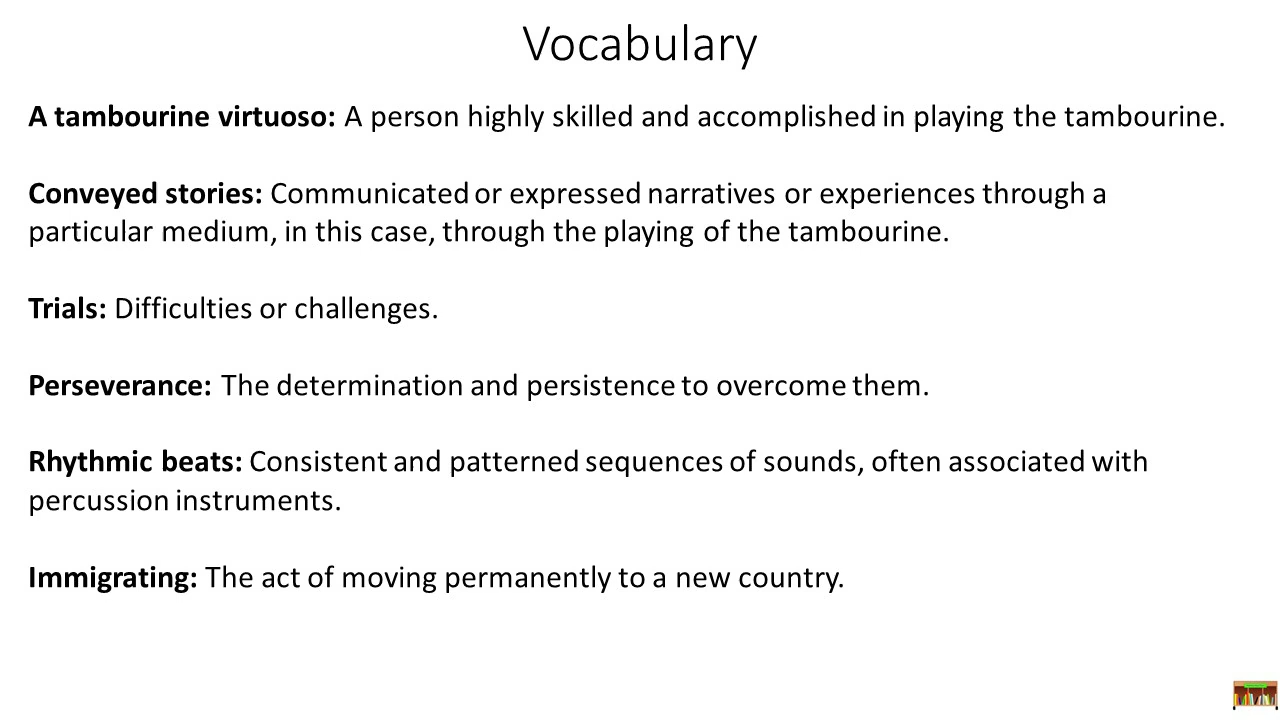 Vocabulary
A tambourine virtuoso: A person highly skilled and accomplished in playing the tambourine.
Conveyed stories: Communicated or expressed narratives or experiences through a
particular medium, in this case, through the playing of the tambourine.
Trials: Difficulties or challenges.
Perseverance: The determination and persistence to overcome them.
Rhythmic beats: Consistent and patterned sequences of sounds, often associated with
percussion instruments.
Immigrating: The act of moving permanently to a new country.